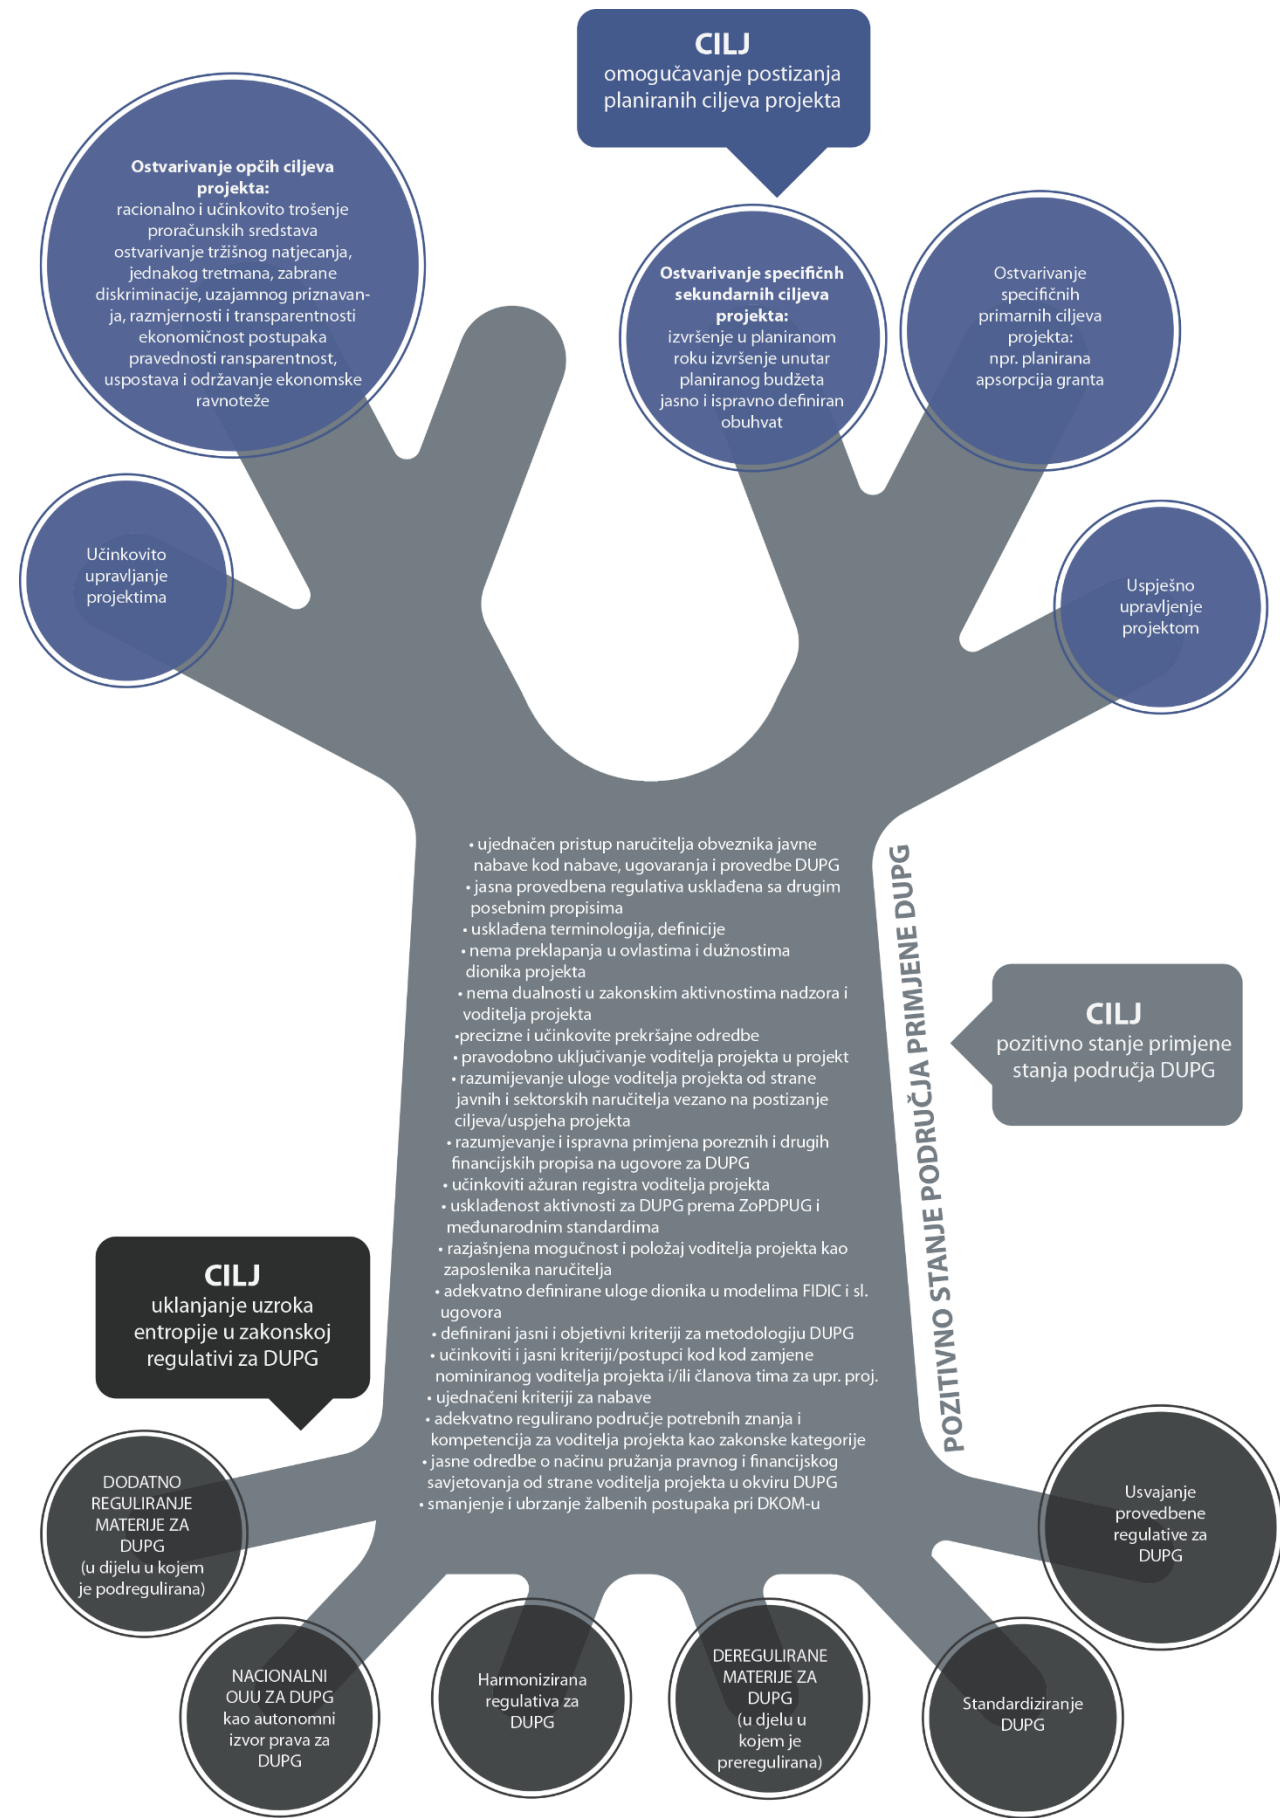 CILJ
omogučavanje postizanja
planiranih ciljeva projekta
Ostvarivanje opčih ciljeva
projekta:
racionalno i učinkovito trošenje
proračunskih sredstava
ostvarivanje tržišnog natjecanja,
jednakog tretmana, zabrane
diskriminacije, uzajamnog priznavan-
ja, razmjernosti i transparentnosti
ekonomičnost postupaka
pravednosti ransparentnost,
uspostava i održavanje ekonomske
ravnoteže
Ostvarivanje specifičnh
sekundarnih ciljeva
projekta:
izvršenje u planiranom
roku izvršenje unutar
planiranog budžeta
jasno i ispravno definiran
obuhvat
Ostvarivanje
specifičnih
primarnih ciljeva
projekta:
npr. planirana
apsorpcija granta
Učinkovito
upravljanje
projektima
Uspješno
upravljenje
projektom
• ujednačen pristup naručitelja obveznika javne
nabave kod nabave, ugovaranja i provedbe DUPG
• jasna provedbena regulativa usklađena sa drugim
posebnim propisima
• usklađena terminologija, definicije
• nema preklapanja u ovlastima i dužnostima
dionika projekta
• nema dualnosti u zakonskim aktivnostima nadzora i
voditelja projekta
•precizne i učinkovite prekršajne odredbe
• pravodobno uključivanje voditelja projekta u projekt
• razumijevanje uloge voditelja projekta od strane
javnih i sektorskih naručitelja vezano na postizanje
ciljeva/uspjeha projekta
• razumjevanje i ispravna primjena poreznih i drugih
financijskih propisa na ugovore za DUPG
• učinkoviti ažuran registra voditelja projekta
• usklađenost aktivnosti za DUPG prema ZoPDPUG i
međunarodnim standardima
• razjašnjena mogučnost i položaj voditelja projekta kao
zaposlenika naručitelja
• adekvatno definirane uloge dionika u modelima FIDIC i sl.
ugovora
• definirani jasni i objetivni kriteriji za metodologiju DUPG
• učinkoviti i jasni kriteriji/postupci kod kod zamjene
nominiranog voditelja projekta i/ili članova tima za upr. proj.
• ujednačeni kriteriji za nabave
• adekvatno regulirano područje potrebnih znanja i
kompetencija za voditelja projekta kao zakonske kategorije
• jasne odredbe o načinu pružanja pravnog i financijskog
savjetovanja od strane voditelja projekta u okviru DUPG
• smanjenje i ubrzanje žalbenih postupaka pri DKOM-u
POZITIVNO STANJE PODRUČJA PRIMJENE DUPG
CILJ
pozitivno stanje primjene
stanja područja DUPG
CILJ
uklanjanje uzroka
entropije u zakonskoj
regulativi za DUPG
DODATNO
REGULIRANJE
MATERIJE ZA
DUPG
(u dijelu u kojem
je podregulirana)
NACIONALNI
OUU ZA DUPG
kao autonomni
izvor prava za
DUPG
Harmonizirana
regulativa za
DUPG
DEREGULIRANE
MATERIJE ZA
DUPG
(u djelu u
kojem je
preregulirana)
Standardiziranje
DUPG
Usvajanje
provedbene
regulative za
DUPG